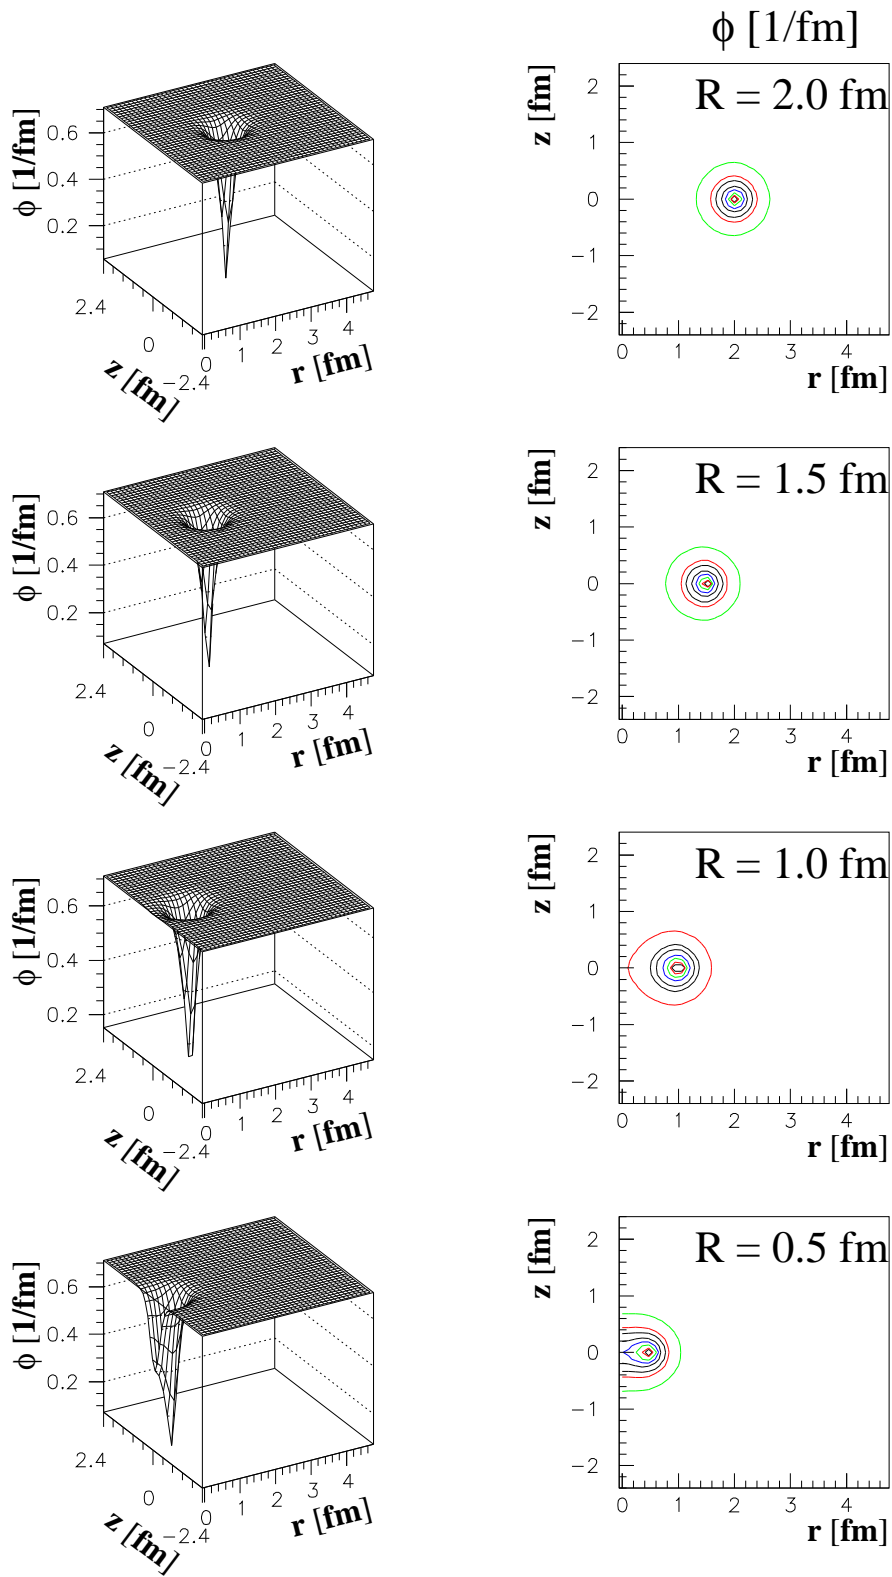 ϕ [1/fm]
ϕ [1/fm]
0.6
0.4
0.2
2.4
0
−2.4
z [fm]
0 1 2 3 4
r [fm]
z [fm]
R = 2.0 fm
2
1
0
−1
−2
0 1 2 3 4
r [fm]
ϕ [1/fm]
0.6
0.4
0.2
2.4
0
−2.4
z [fm]
0 1 2 3 4
r [fm]
z [fm]
R = 1.5 fm
2
1
0
−1
−2
0 1 2 3 4
r [fm]
ϕ [1/fm]
0.6
0.4
0.2
2.4
0
−2.4
z [fm]
0 1 2 3 4
r [fm]
z [fm]
R = 1.0 fm
2
1
0
−1
−2
0 1 2 3 4
r [fm]
ϕ [1/fm]
0.6
0.4
0.2
2.4
0
−2.4
z [fm]
0 1 2 3 4
r [fm]
z [fm]
R = 0.5 fm
2
1
0
−1
−2
0 1 2 3 4
r [fm]